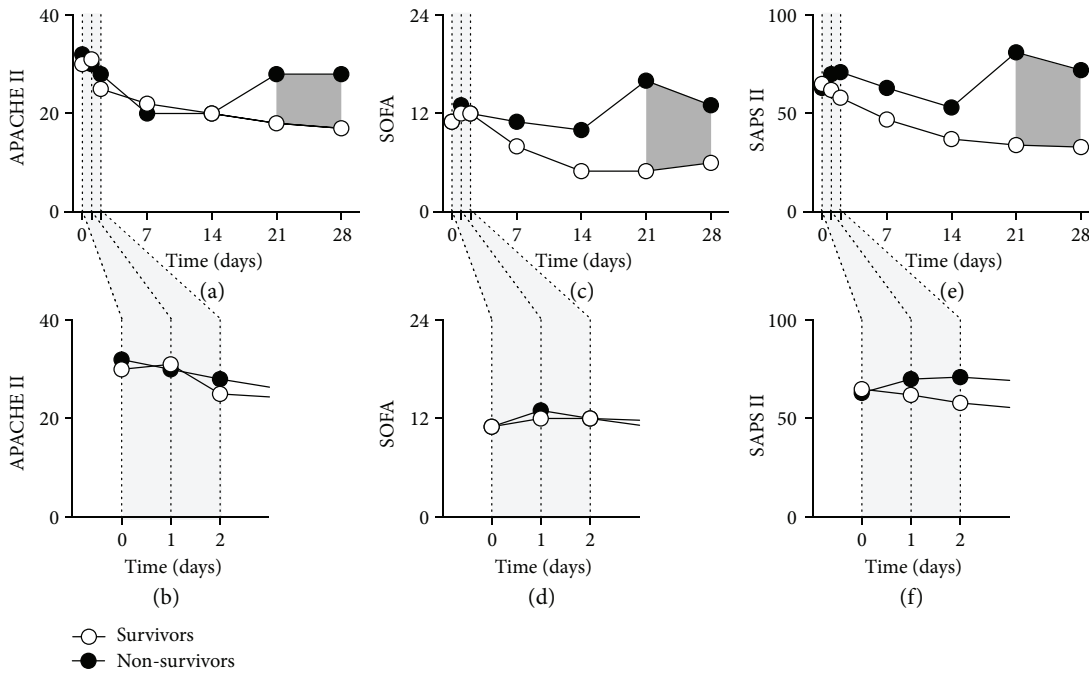 40
20
0
APACHE II
0 7 14 21 28
Time (days)
(a)
24
12
0
SOFA
0 7 14 21 28
Time (days)
(c)
100
50
0
SAPS II
0 7 14 21 28
Time (days)
(e)
40
20
0
APACHE II
0 1 2
Time (days)
(b)
24
12
0
SOFA
0 1 2
Time (days)
(d)
100
50
0
SAPS II
0 1 2
Time (days)
(f)
Survivors
Non-survivors